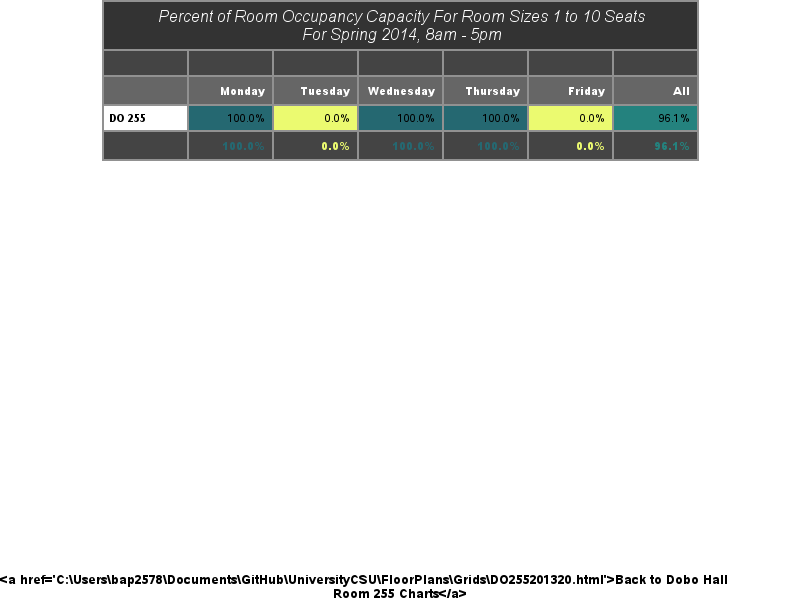 Percent of Room Occupancy Capacity For Room Sizes 1 to 10 Seats
For Spring 2014, 8am - 5pm
Monday Tuesday Wednesday Thursday Friday All
DO 255 100.0% 0.0% 100.0% 100.0% 0.0% 96.1%
100.0% 0.0% 100.0% 100.0% 0.0% 96.1%
<a href='C:\Users\bap2578\Documents\GitHub\UniversityCSU\FloorPlans\Grids\DO255201320.html'>Back to Dobo Hall
Room 255 Charts</a>